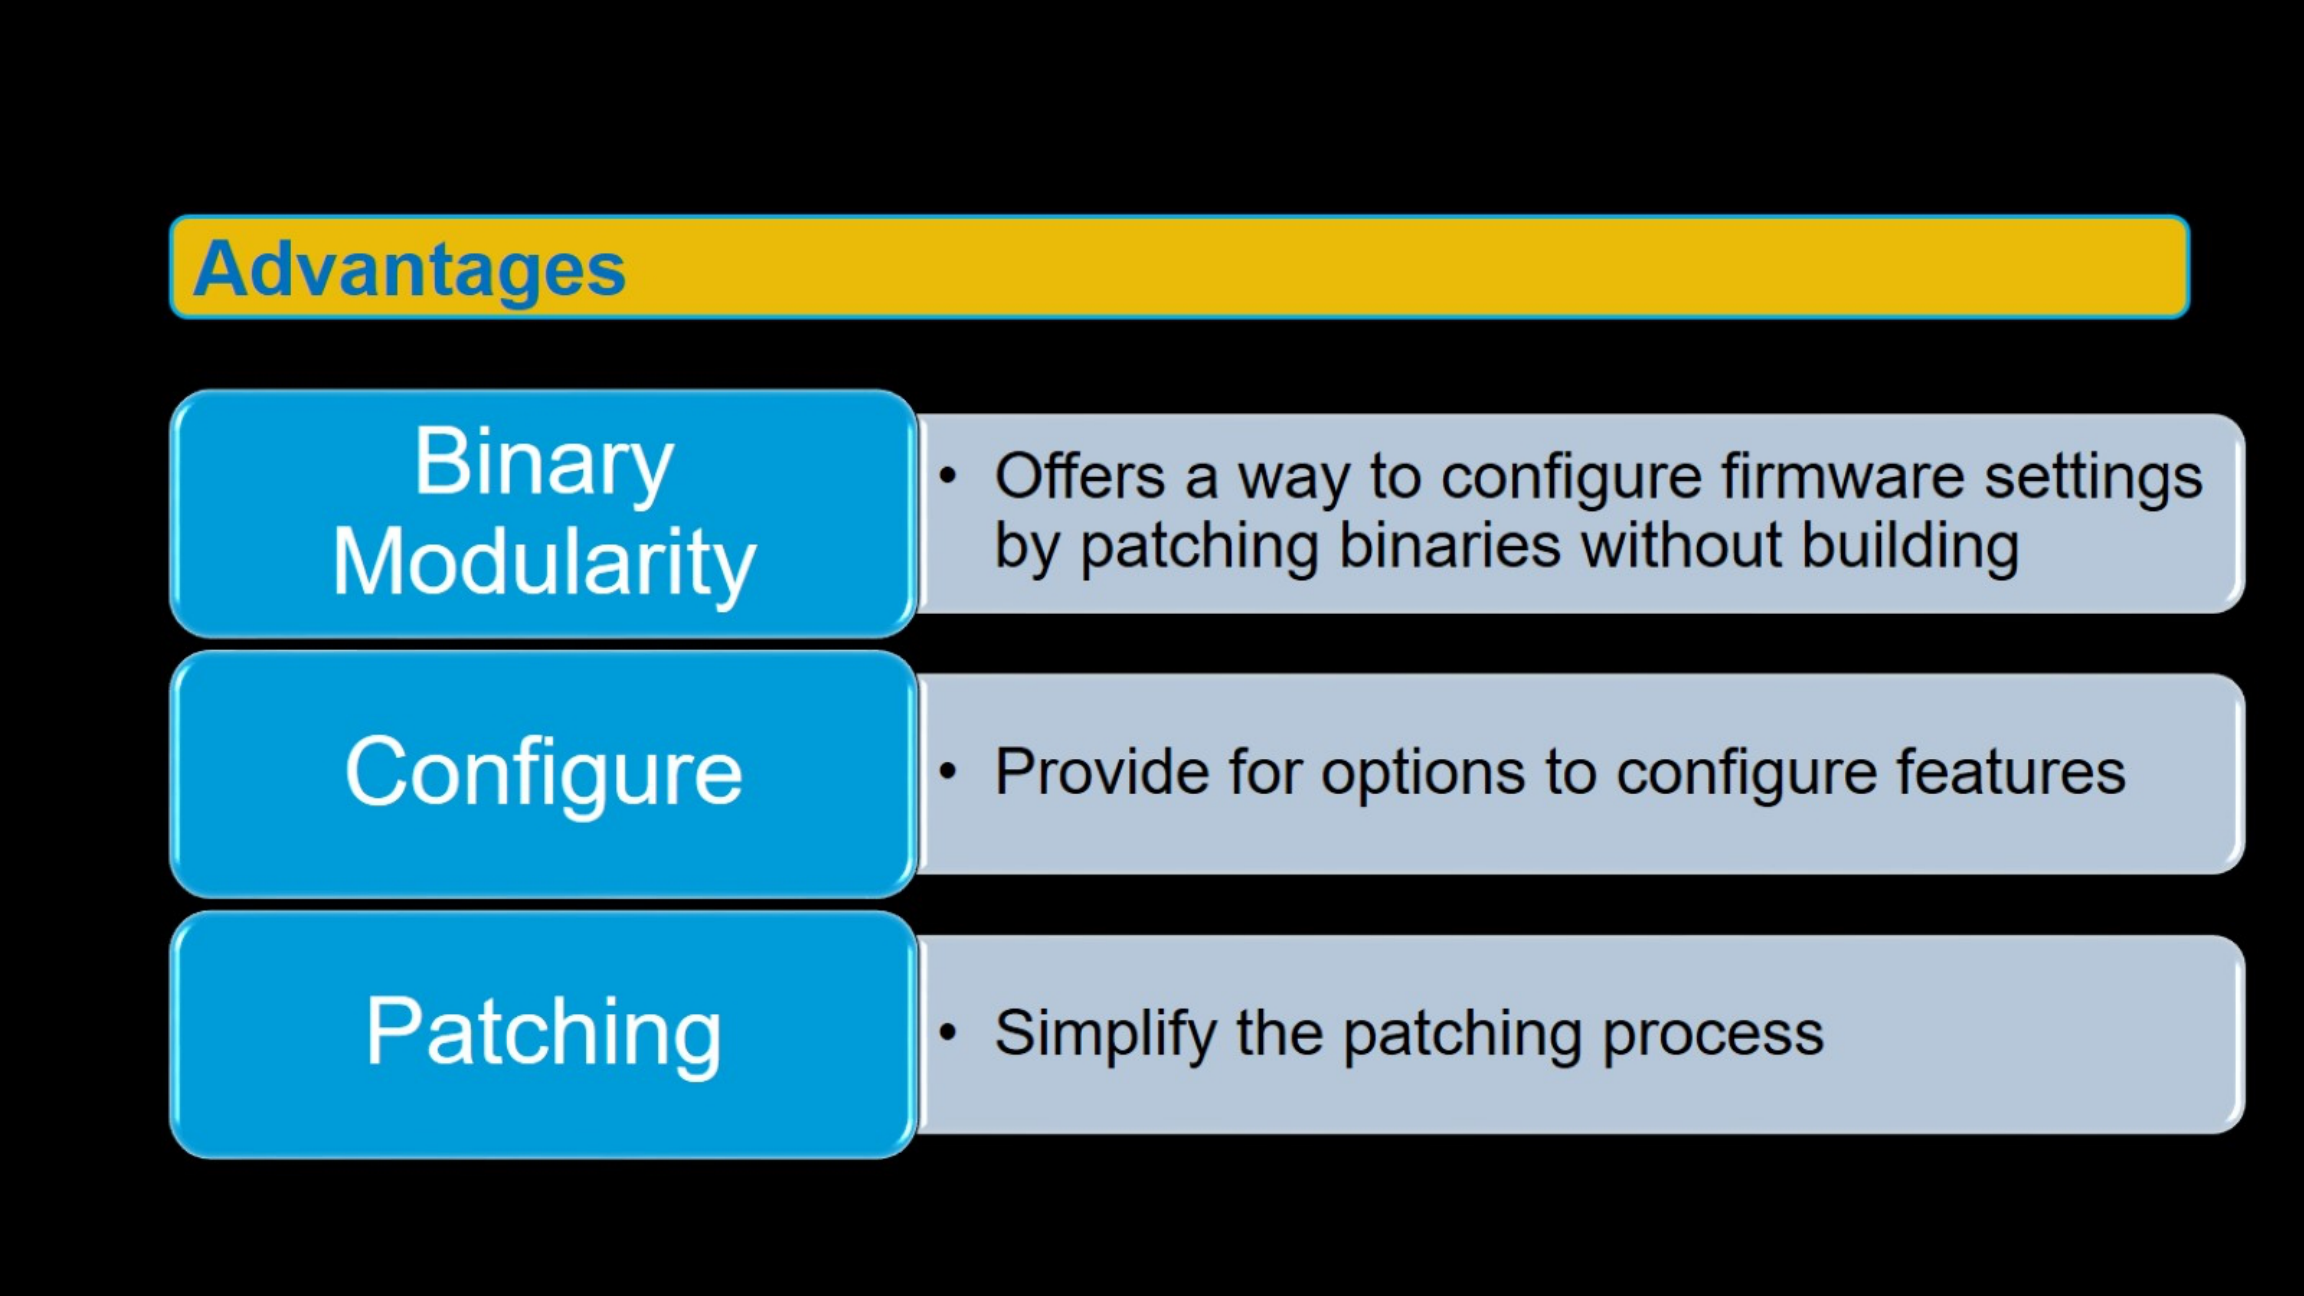 Advantages
Binary
Modularity
• Offers a way to configure firmware settings
by patching binaries without building
Configure
• Provide for options to configure features
Patching
• Simplify the patching process